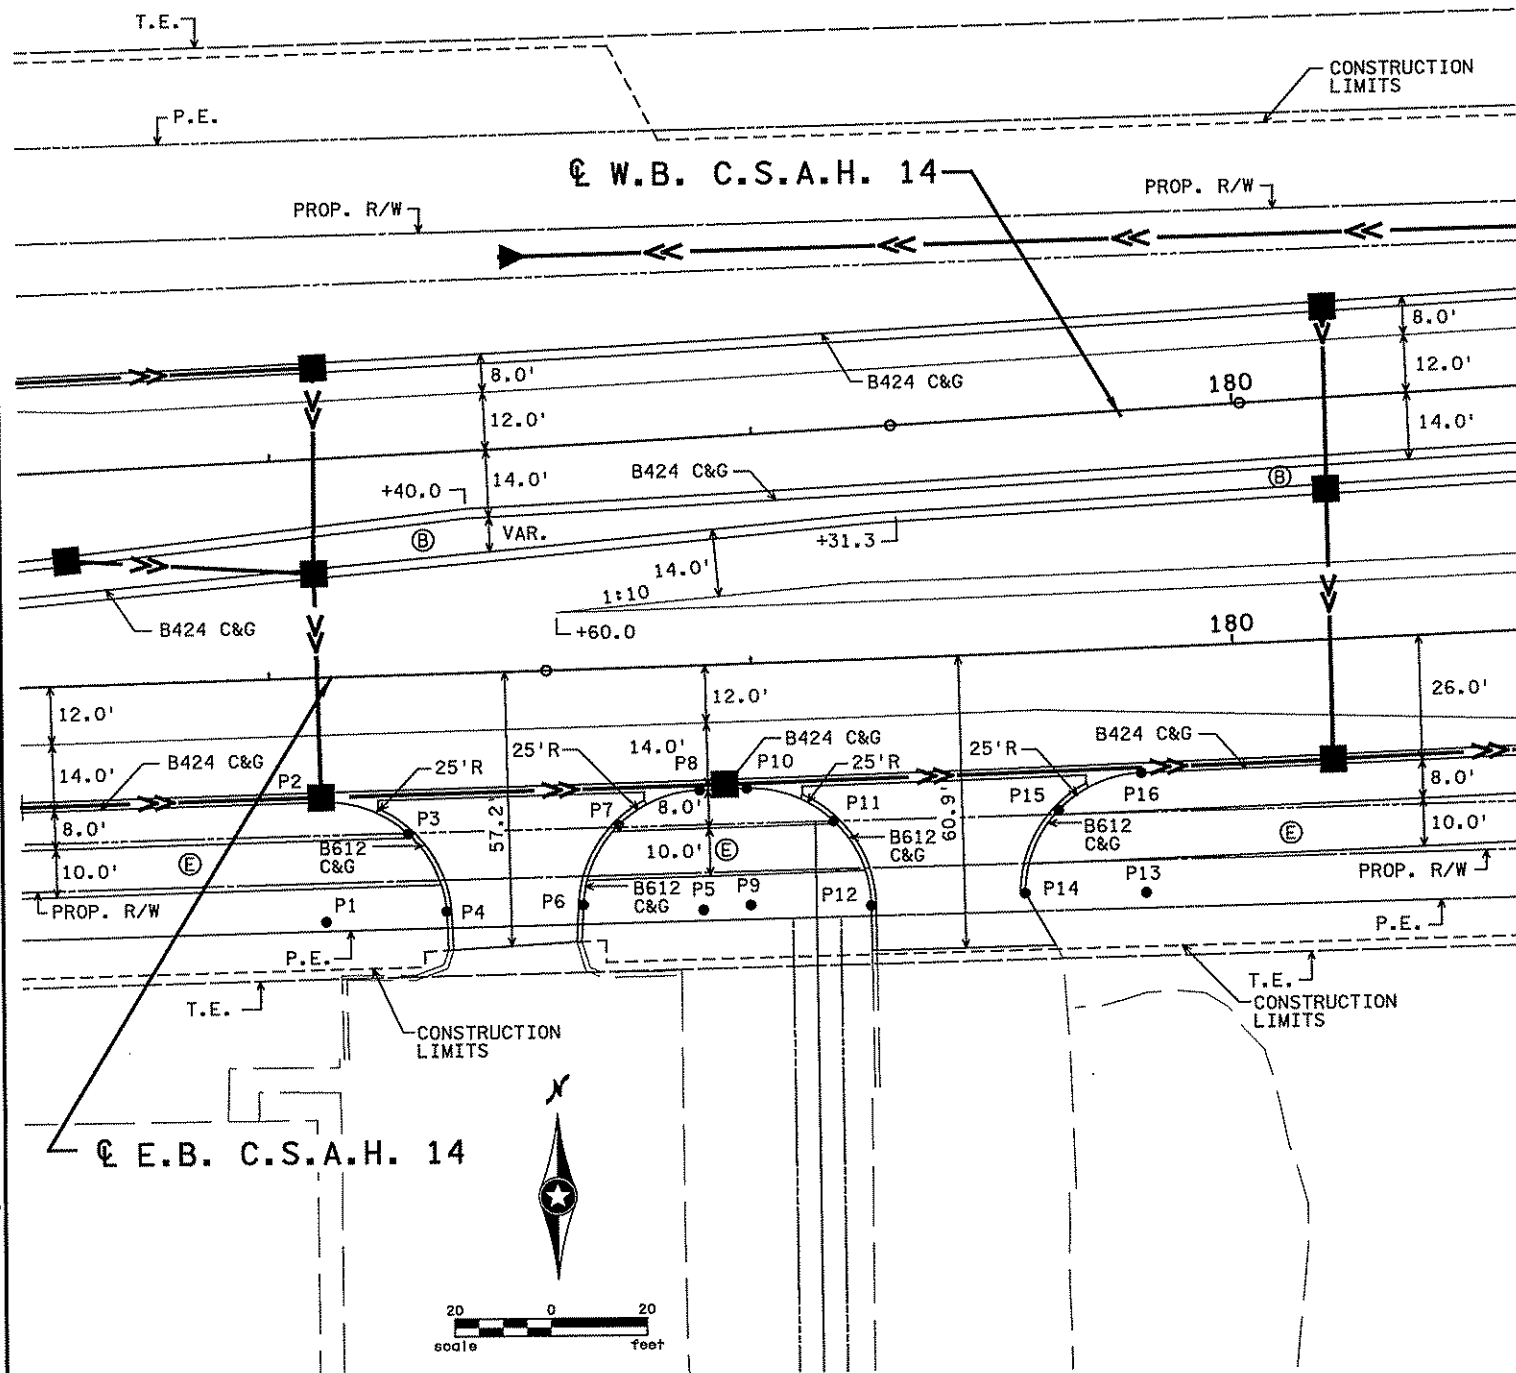 T.E.
CONSTRUCTION
LIMITS
P.E.
℄ W.B. C.S.A.H. 14
PROP. R/W
PROP. R/W
8.0'
8.0'
B424 C&G
180
12.0'
12.0'
14.0'
14.0'
B424 C&G
+40.0
B
B
VAR.
+31.3
14.0'
1:10
B424 C&G
+60.0
180
12.0'
12.0'
26.0'
14.0'
B424 C&G
P2
25'R
25'R
14.0'
P8
B424 C&G
P10
25'R
25'R
B424 C&G
8.0'
P3
57.2'
P7
8.0'
P11
60.9'
P15
P16
8.0'
10.0'
E
B612
C&G
10.0'
E
B612
C&G
B612
C&G
E
10.0'
PROP. R/W
PROP. R/W
P1
P4
P6
B612
C&G
P5
P9
P12
P14
P13
P.E.
P.E.
T.E.
T.E.
CONSTRUCTION
LIMITS
CONSTRUCTION
LIMITS
N
℄ E.B. C.S.A.H. 14
20 0 20
scale feet